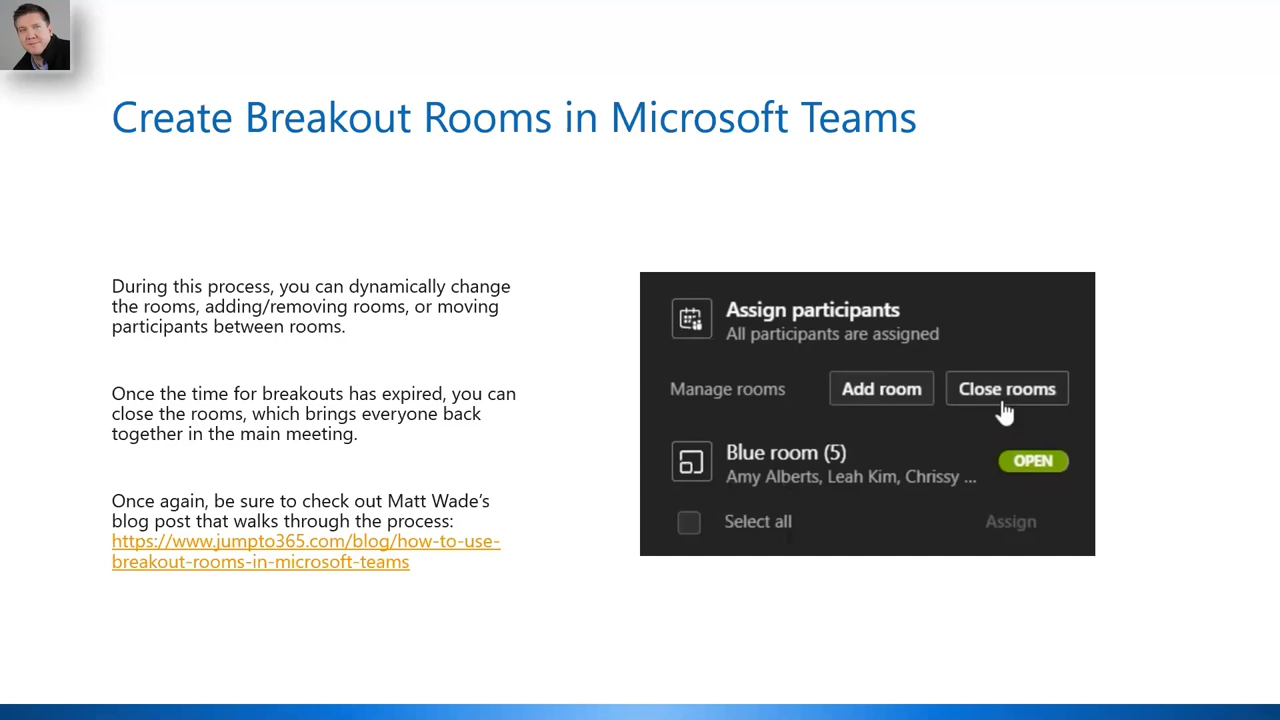 Create Breakout Rooms in Microsoft Teams
During this process, you can dynamically change
the rooms, adding/removing rooms, or moving
participants between rooms.
Once the time for breakouts has expired, you can
close the rooms, which brings everyone back
together in the main meeting.
Once again, be sure to check out Matt Wade’s
blog post that walks through the process:
https://www.jumpto365.com/blog/how-to-use-
breakout-rooms-in-microsoft-teams
Assign participants
All participants are assigned
Manage rooms Add room Close rooms
Blue room (5)
OPEN
Amy Alberts, Leah Kim, Chrissy ...
Select all Assign